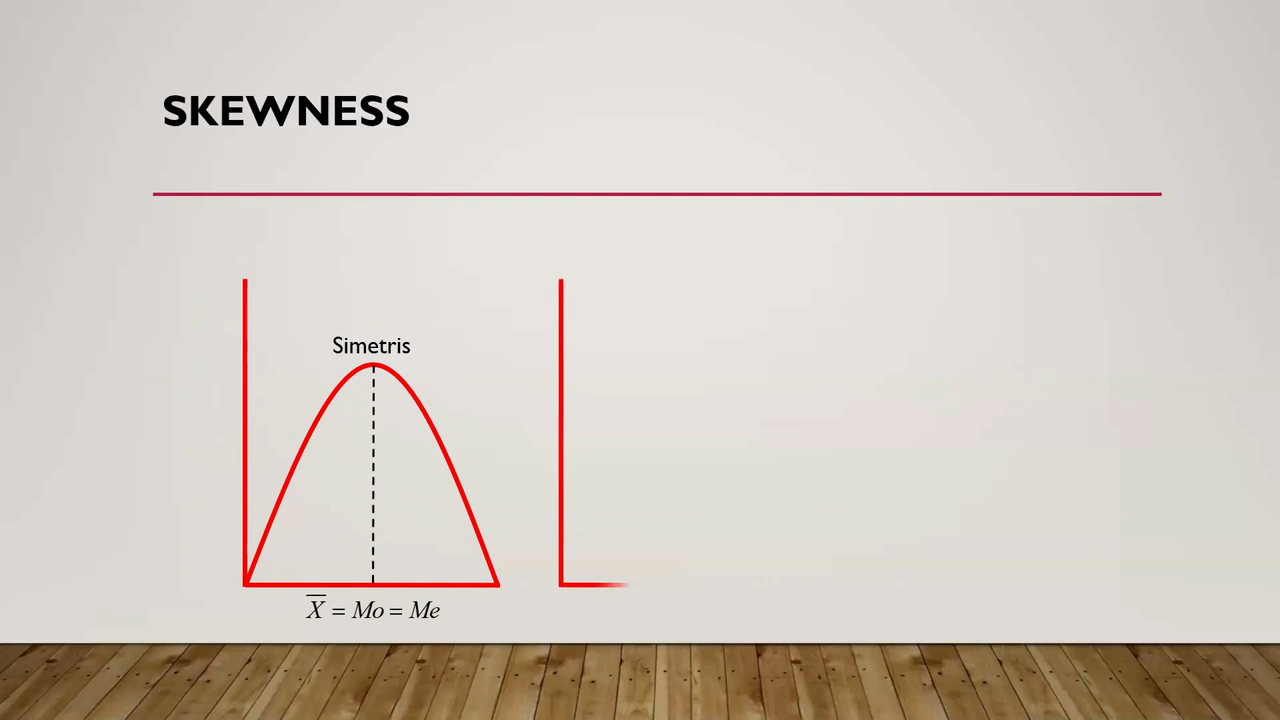 SKEWNESS
Simetris
X̅ = Mo = Me